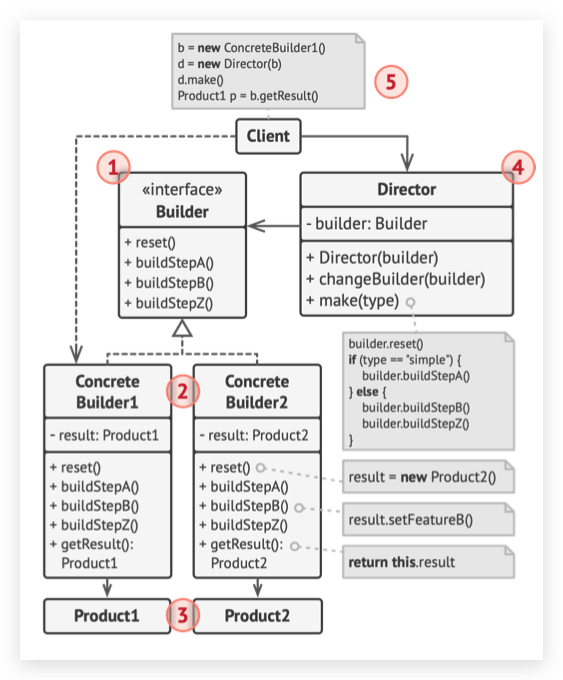 b = new ConcreteBuilder1()
d = new Director(b)
d.make()
Product1 p = b.getResult()
5
Client
1
«interface»
Builder
+ reset()
+ buildStepA()
+ buildStepB()
+ buildStepZ()
4
Director
- builder: Builder
+ Director(builder)
+ changeBuilder(builder)
+ make(type)
builder.reset()
if (type == "simple") {
builder.buildStepA()
} else {
builder.buildStepB()
builder.buildStepZ()
}
Concrete
Builder1
- result: Product1
+ reset()
+ buildStepA()
+ buildStepB()
+ buildStepZ()
+ getResult():
Product1
2
Concrete
Builder2
- result: Product2
+ reset()
+ buildStepA()
+ buildStepB()
+ buildStepZ()
+ getResult():
Product2
result = new Product2()
result.setFeatureB()
return this.result
Product1
3
Product2